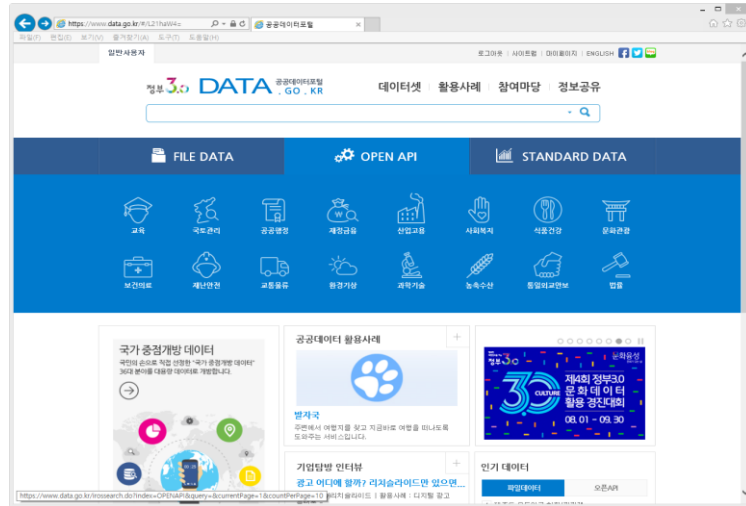 https://www.data.go.kr/#/L21haW4=
공공데이터포털
파일(F) 편집(E) 보기(V) 즐겨찾기(A) 도구(T) 도움말(H)
일반사용자
로그아웃 | 사이트맵 | 마이페이지 | ENGLISH
정부3.0 DATA 공공데이터포털 .GO.KR
데이터셋 활용사례 참여마당 정보공유
FILE DATA OPEN API STANDARD DATA
교육 국토관리 공공행정 재정금융 산업고용 사회복지 식품건강 문화관광
보건의료 재난안전 교통물류 환경기상 과학기술 농축수산 통일외교안보 법률
국가 중점개방 데이터
국민의 손으로 직접 선정한 "국가 중점개방 데이터"
36대 분야를 대용량 데이터로 개방합니다.
공공데이터 활용사례
발자국
주변에서 여행지를 찾고 지금바로 여행을 떠나도록
도와주는 서비스입니다.
정부3.0
문화융성
3.0 CULTURE
제4회 정부3.0
문화데이터
활용 경진대회
08. 01 - 09. 30
기업탐방 인터뷰
광고 어디에 할까? 리치슬라이드만 있으면...
리치슬라이드 | 활용사례 : 디지털 광고
인기 데이터
파일데이터 오픈API
https://www.data.go.kr/lrossearch.do?index=OPENAPI&query=&currentPage=1&countPerPage=10